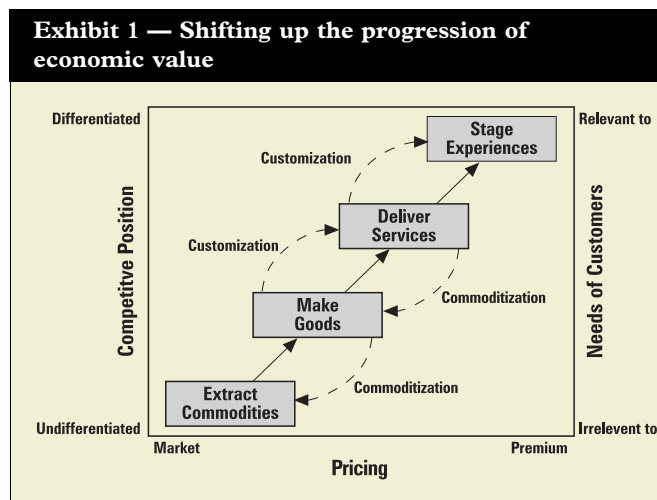 Exhibit 1 — Shifting up the progression of
economic value
Differentiated
Relevant to
Stage
Experiences
Customization
Deliver
Services
Customization
Competitve Position
Needs of Customers
Commoditization
Make
Goods
Commoditization
Extract
Commodities
Undifferentiated
Irrelevent to
Market
Premium
Pricing